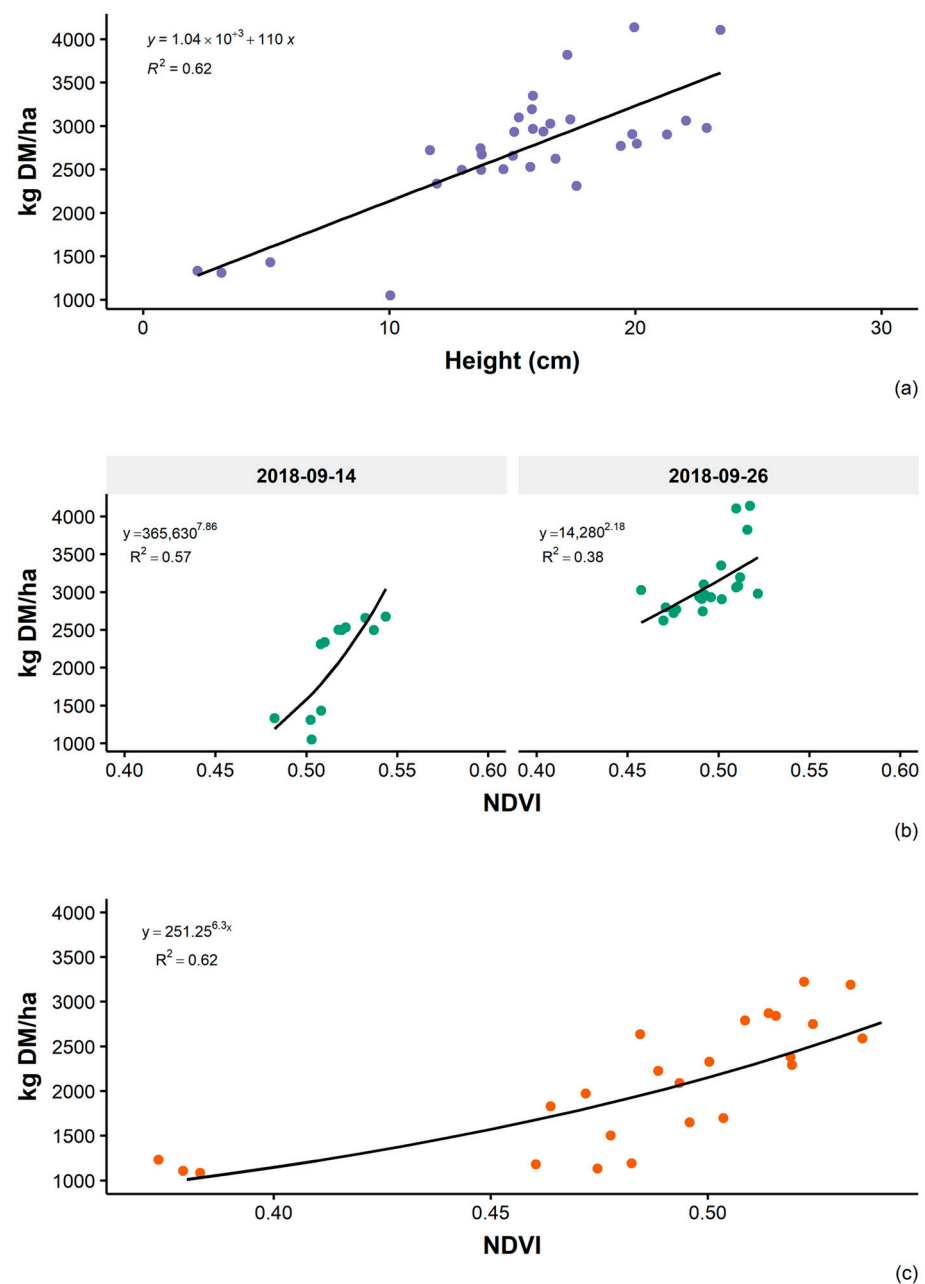 y = 1.04 × 10⁺³ + 110 x
R² = 0.62
4000
3500
3000
2500
2000
1500
1000
kg DM/ha
0 10 20 30
Height (cm)
(a)
2018-09-14 2018-09-26
y =365,630⁷·⁸⁶ y =14,280²·¹⁸
R² = 0.57 R² = 0.38
4000
3500
3000
2500
2000
1500
1000
kg DM/ha
0.40 0.45 0.50 0.55 0.60 0.40 0.45 0.50 0.55 0.60
NDVI
(b)
y = 251.25⁶·³ˣ
R² = 0.62
4000
3500
3000
2500
2000
1500
1000
kg DM/ha
0.40 0.45 0.50
NDVI
(c)